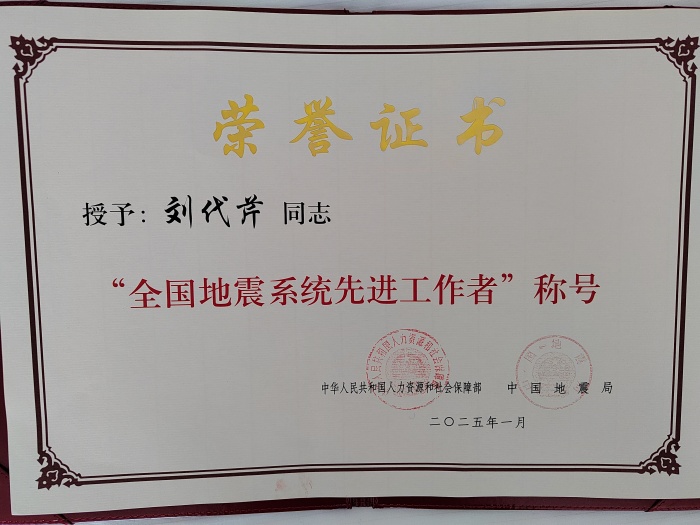 荣誉证书
授予：刘代芹 同志
“全国地震系统先进工作者”称号
中华人民共和国人力资源和社会保障部 中国地震局
二〇二五年一月